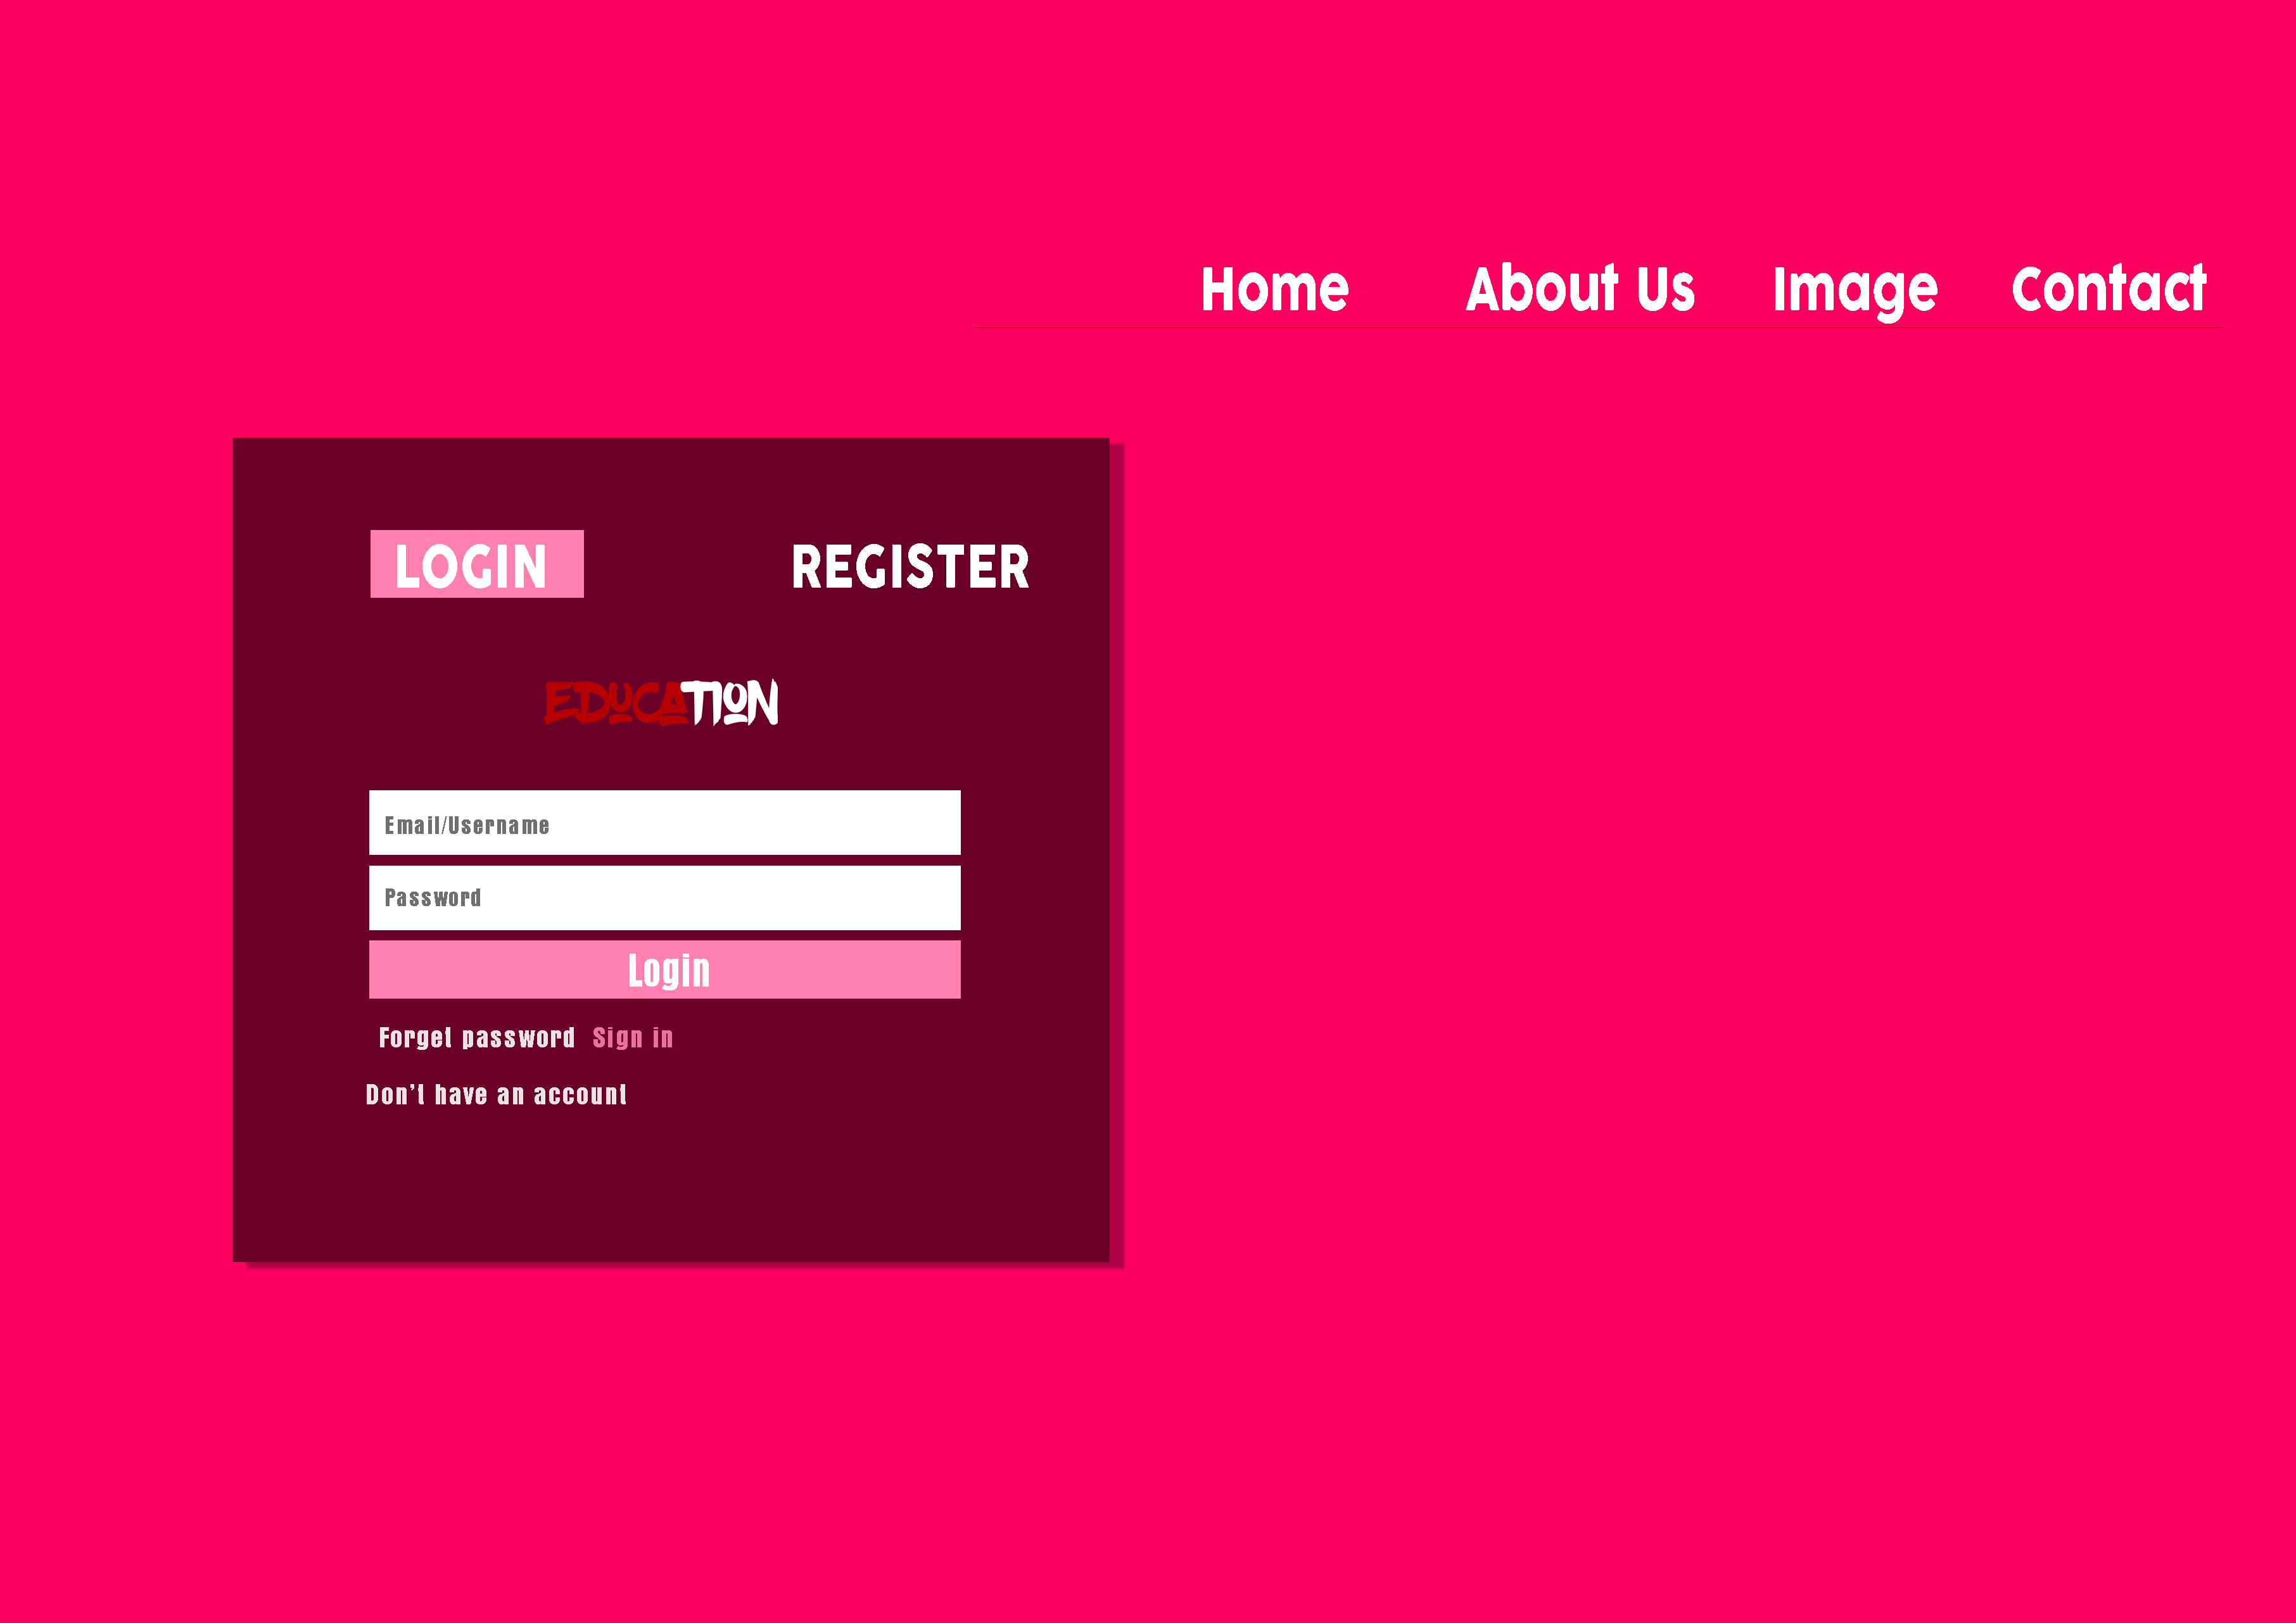 Home About Us Image Contact
LOGIN REGISTER
EDUCATION
Email/Username
Password
Login
Forget password Sign in
Don't have an account